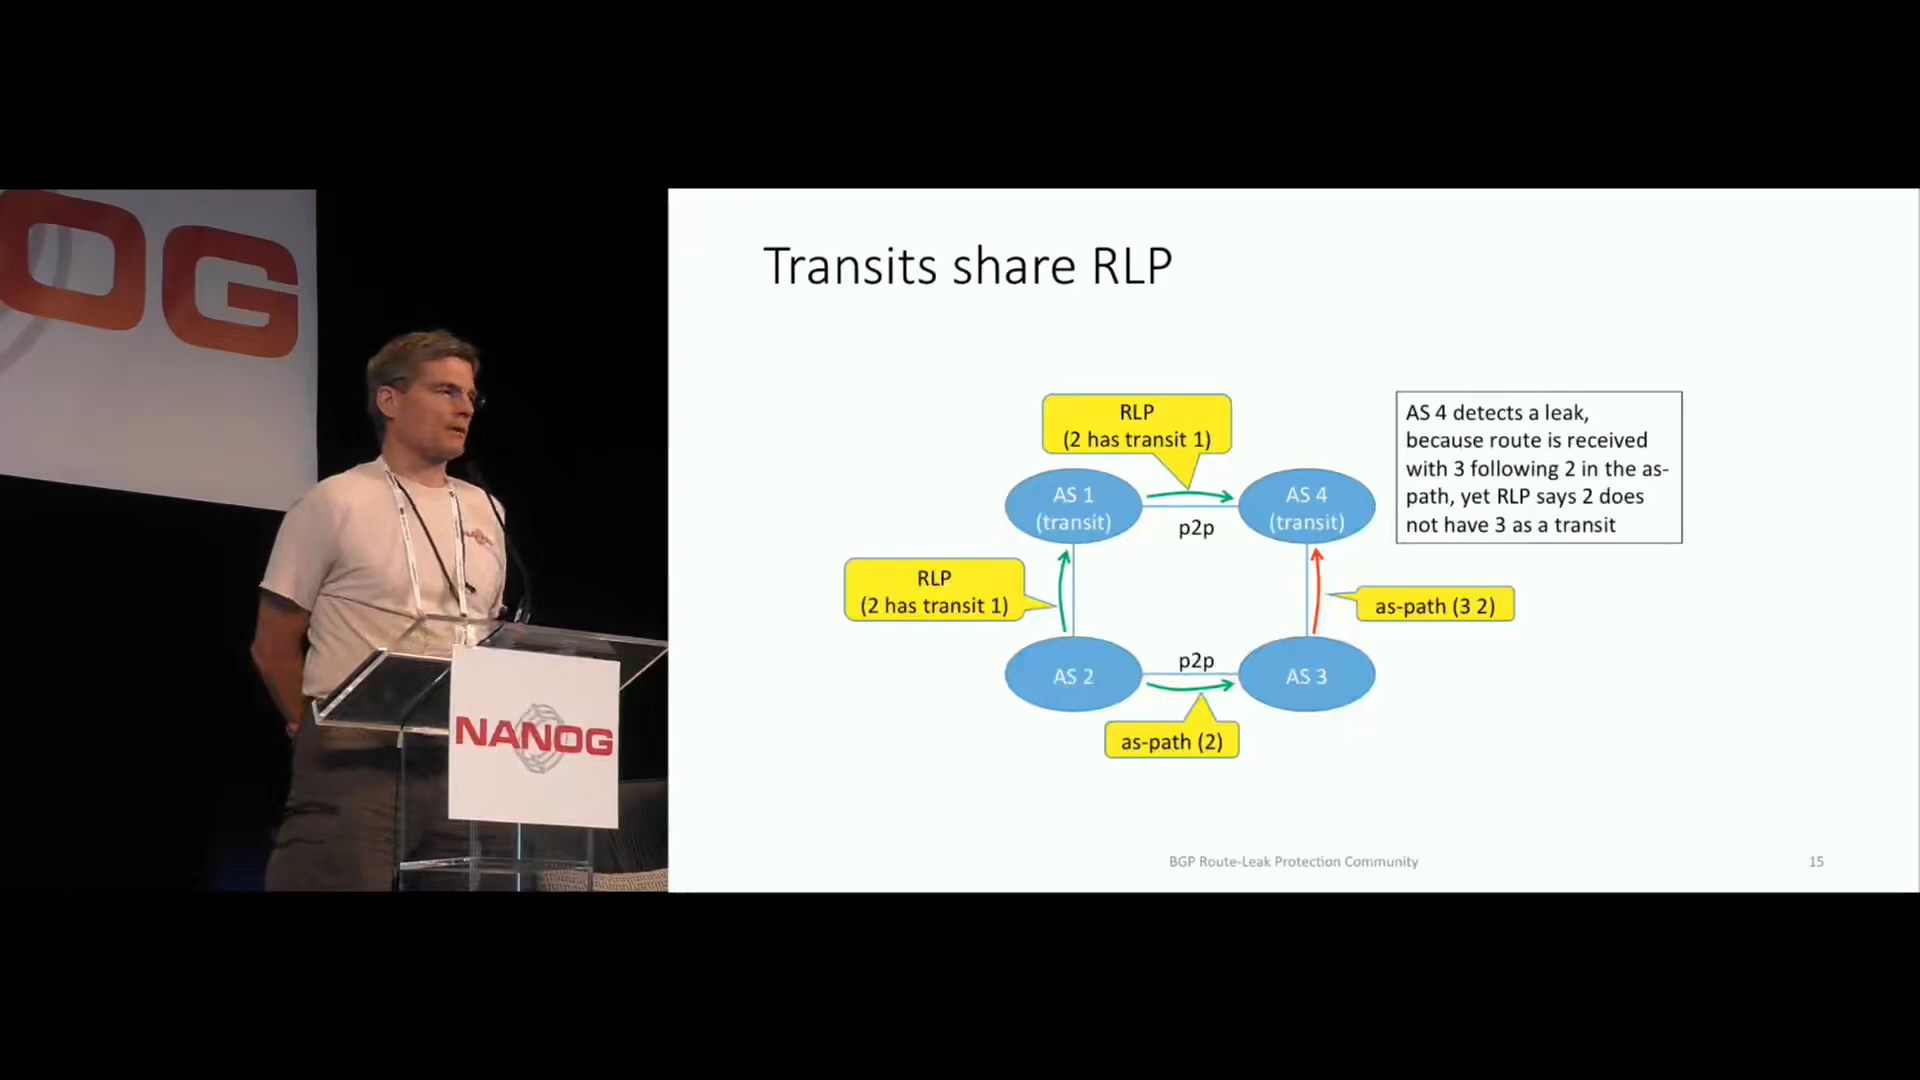 OG
NANOG
Transits share RLP
RLP
(2 has transit 1)
AS 1
(transit)
AS 4
(transit)
p2p
AS 4 detects a leak,
because route is received
with 3 following 2 in the as-
path, yet RLP says 2 does
not have 3 as a transit
RLP
(2 has transit 1)
as-path (3 2)
AS 2
p2p
AS 3
as-path (2)
BGP Route-Leak Protection Community
15